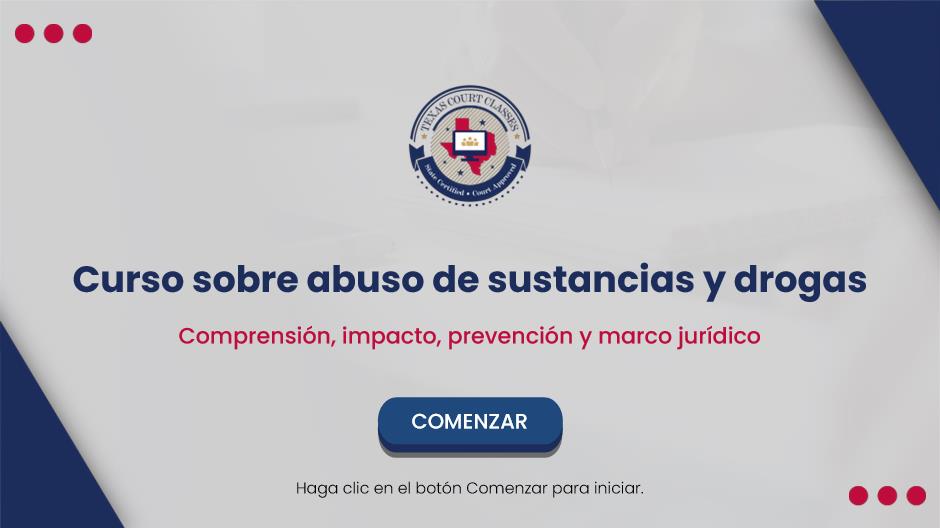 TEXAS COURT CLASSES
State Certified • Court Approved
Curso sobre abuso de sustancias y drogas
Comprensión, impacto, prevención y marco jurídico
COMENZAR
Haga clic en el botón Comenzar para iniciar.